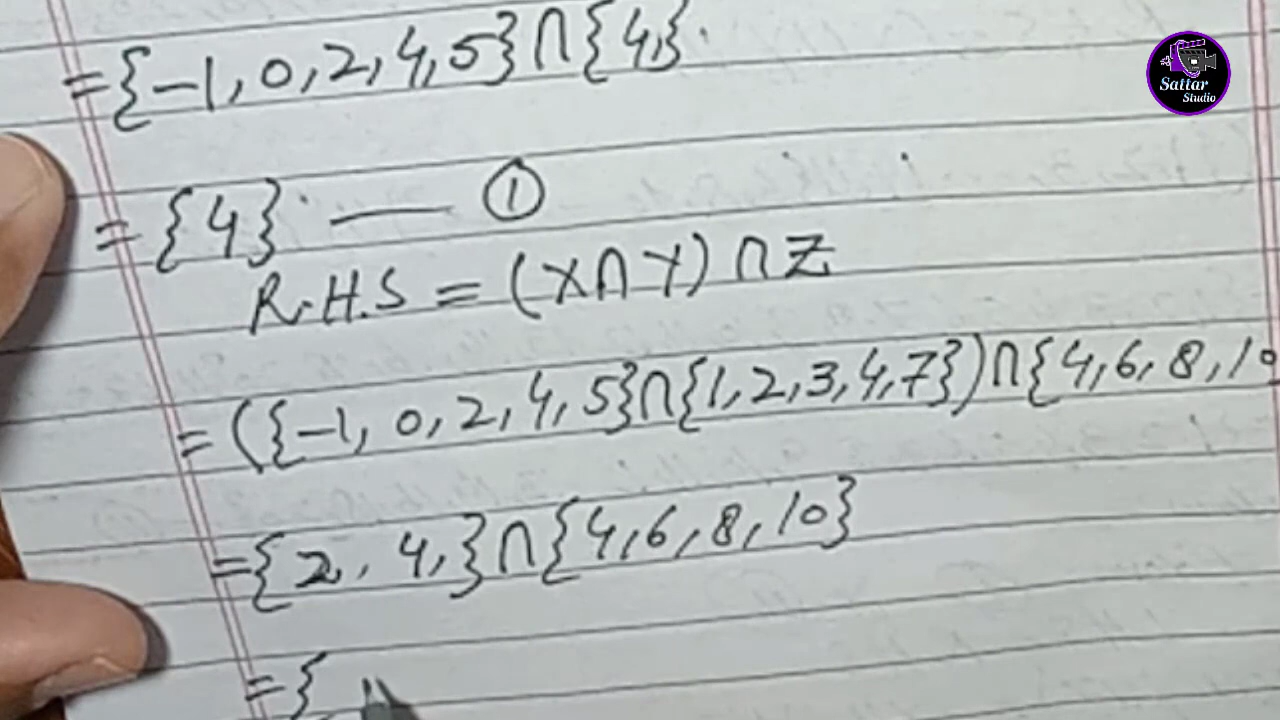 = {-1, 0, 2, 4, 5} ∩ {4,}.
= {4} — ①
R.H.S = (X∩Y) ∩ Z
= ({-1, 0, 2, 4, 5} ∩ {1, 2, 3, 4, 7}) ∩ {4, 6, 8, 10
= {2, 4,} ∩ {4, 6, 8, 10}
= {
Sattar
Studio